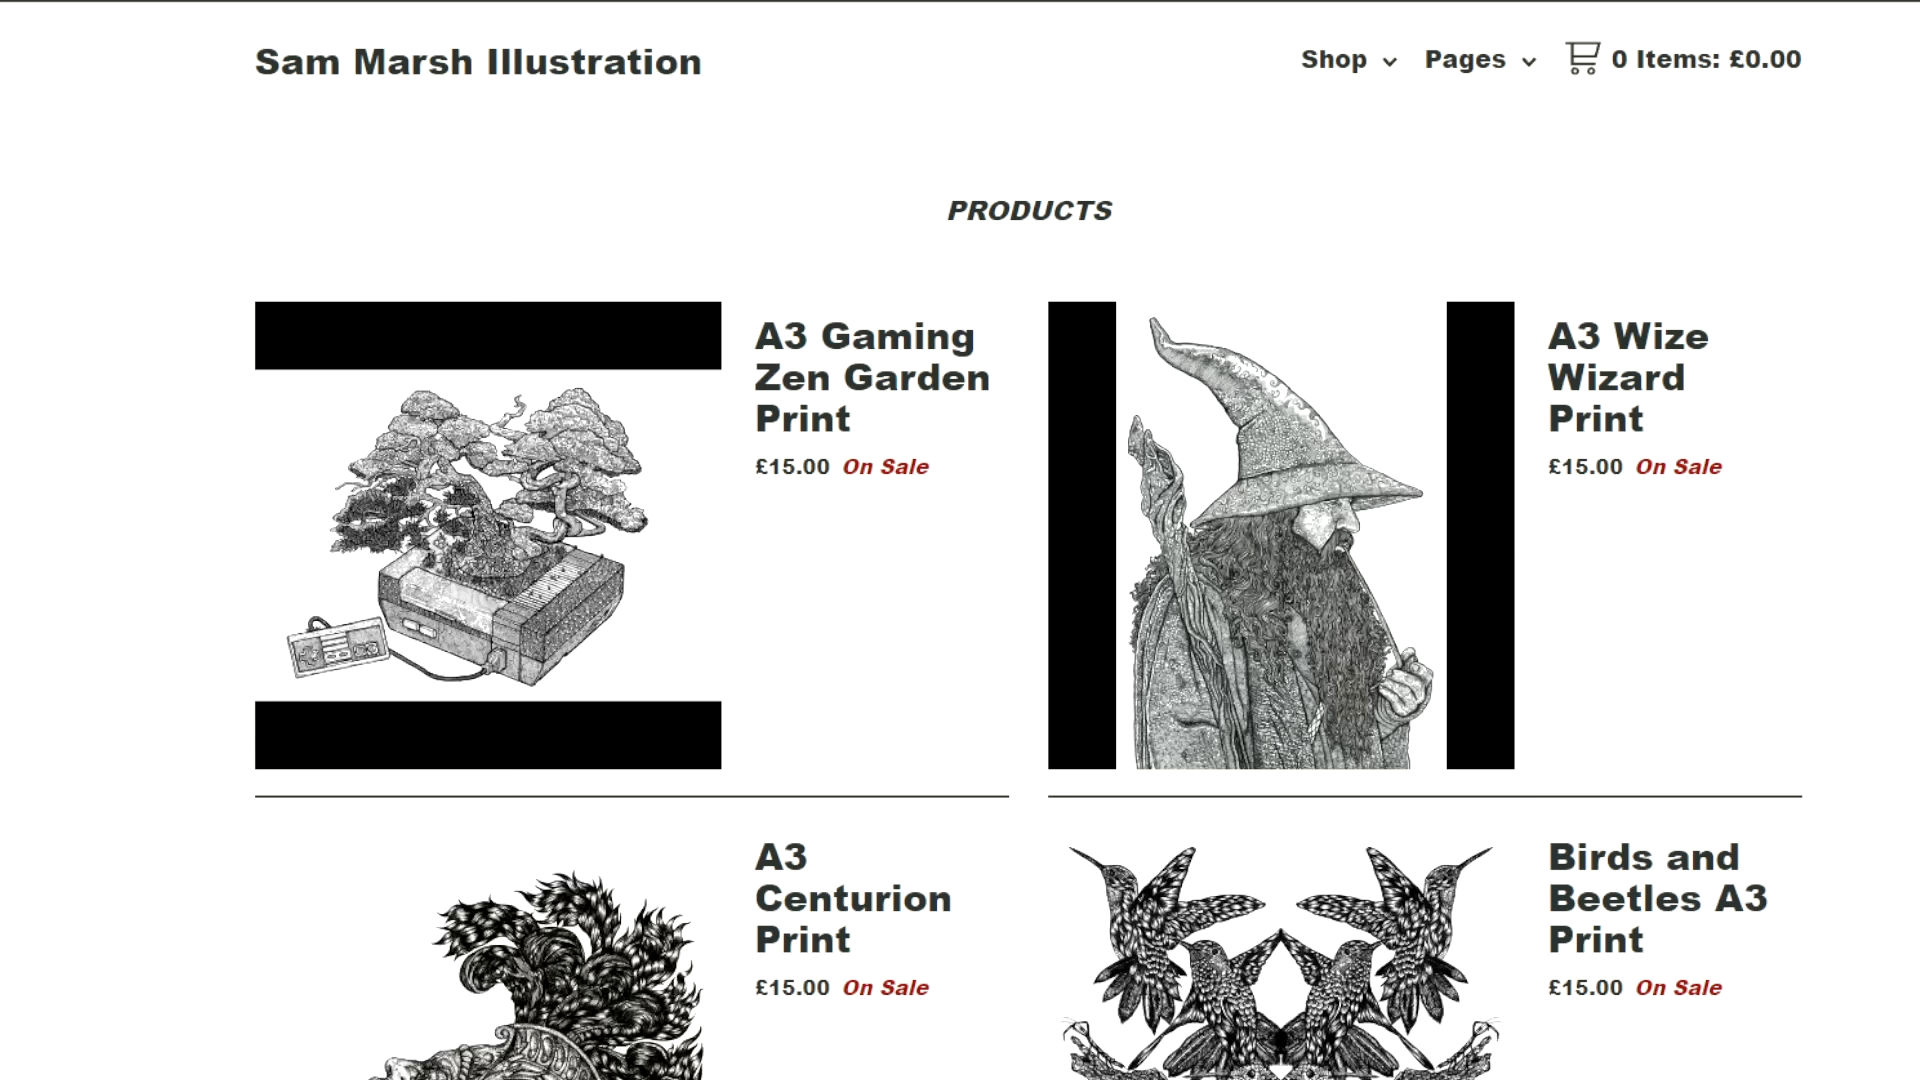 Sam Marsh Illustration
Shop
Pages
0 Items: £0.00
PRODUCTS
A3 Gaming
Zen Garden
Print
£15.00 On Sale
A3 Wize
Wizard
Print
£15.00 On Sale
A3
Centurion
Print
£15.00 On Sale
Birds and
Beetles A3
Print
£15.00 On Sale